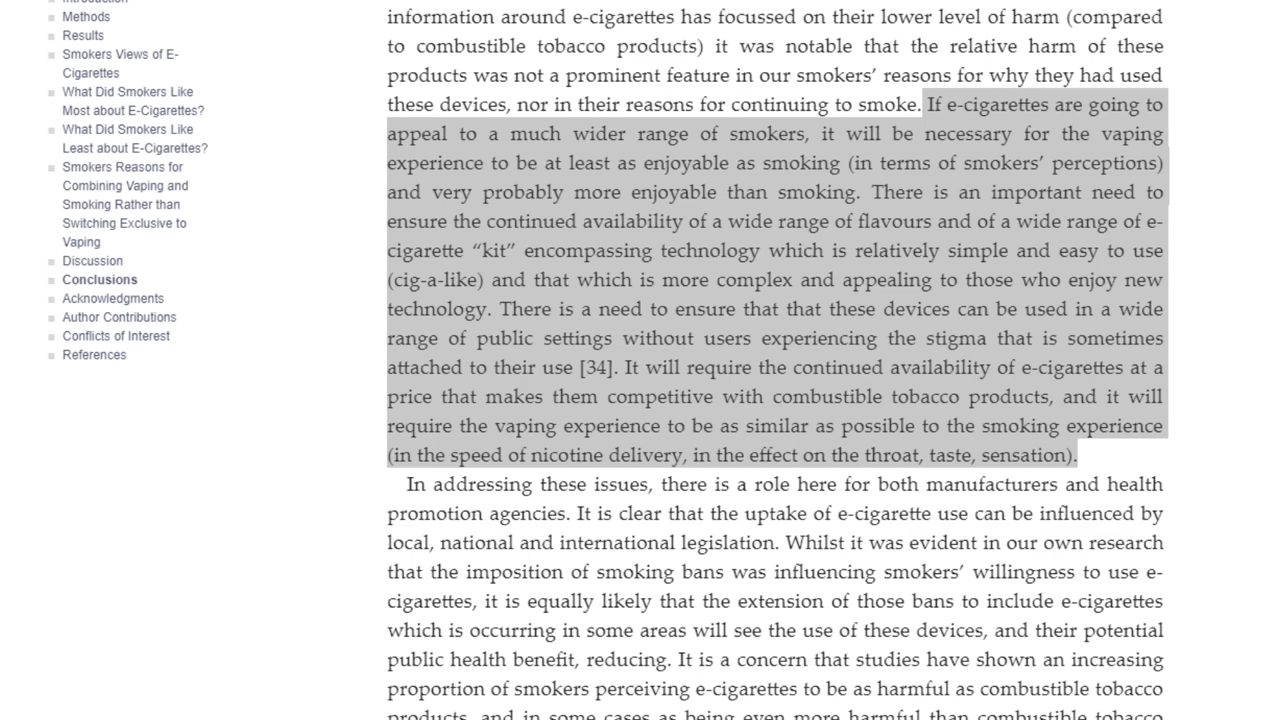 Introduction
Methods
Results
Smokers Views of E-
Cigarettes
What Did Smokers Like
Most about E-Cigarettes?
What Did Smokers Like
Least about E-Cigarettes?
Smokers Reasons for
Combining Vaping and
Smoking Rather than
Switching Exclusive to
Vaping
Discussion
Conclusions
Acknowledgments
Author Contributions
Conflicts of Interest
References
information around e-cigarettes has focussed on their lower level of harm (compared
to combustible tobacco products) it was notable that the relative harm of these
products was not a prominent feature in our smokers’ reasons for why they had used
these devices, nor in their reasons for continuing to smoke. If e-cigarettes are going to
appeal to a much wider range of smokers, it will be necessary for the vaping
experience to be at least as enjoyable as smoking (in terms of smokers’ perceptions)
and very probably more enjoyable than smoking. There is an important need to
ensure the continued availability of a wide range of flavours and of a wide range of e-
cigarette “kit” encompassing technology which is relatively simple and easy to use
(cig-a-like) and that which is more complex and appealing to those who enjoy new
technology. There is a need to ensure that that these devices can be used in a wide
range of public settings without users experiencing the stigma that is sometimes
attached to their use [34]. It will require the continued availability of e-cigarettes at a
price that makes them competitive with combustible tobacco products, and it will
require the vaping experience to be as similar as possible to the smoking experience
(in the speed of nicotine delivery, in the effect on the throat, taste, sensation).
In addressing these issues, there is a role here for both manufacturers and health
promotion agencies. It is clear that the uptake of e-cigarette use can be influenced by
local, national and international legislation. Whilst it was evident in our own research
that the imposition of smoking bans was influencing smokers’ willingness to use e-
cigarettes, it is equally likely that the extension of those bans to include e-cigarettes
which is occurring in some areas will see the use of these devices, and their potential
public health benefit, reducing. It is a concern that studies have shown an increasing
proportion of smokers perceiving e-cigarettes to be as harmful as combustible tobacco
products, and in some cases as being even more harmful than combustible tobacco